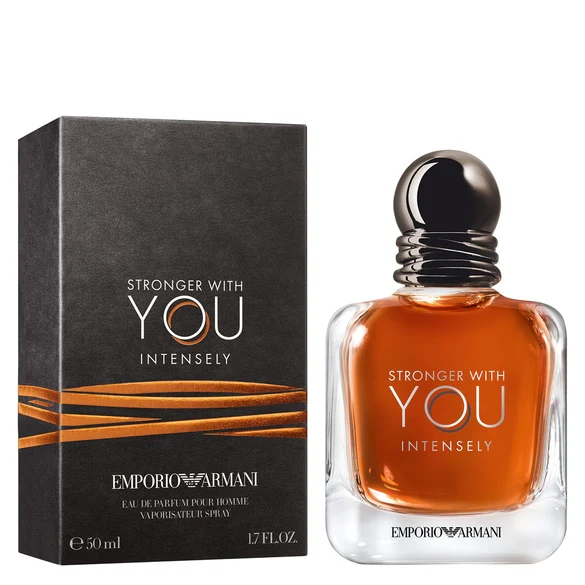 STRONGER WITH
YOU
INTENSELY
EMPORIO ARMANI
EAU DE PARFUM POUR HOMME
VAPORISATEUR SPRAY
℮ 50 ml 1.7 FL.OZ.
STRONGER WITH
YOU
INTENSELY
EMPORIO ARMANI